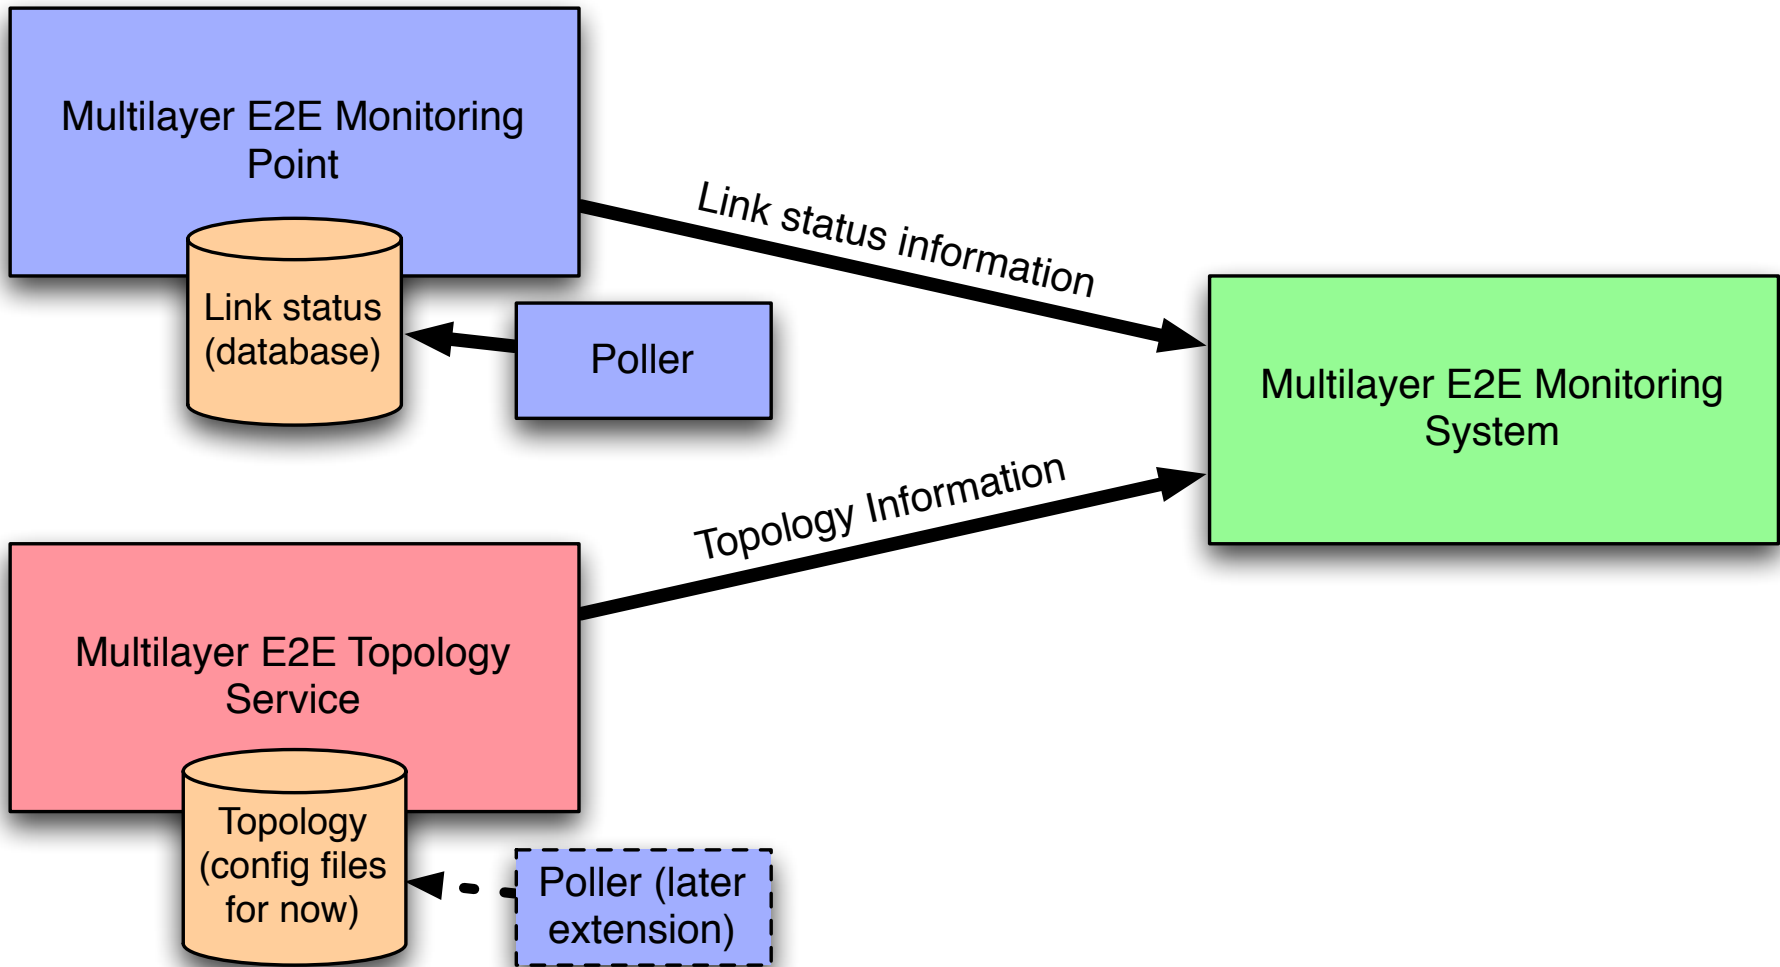 Multilayer E2E Monitoring
Point
Link status
(database)
Poller
Link status information
Multilayer E2E Monitoring
System
Topology Information
Multilayer E2E Topology
Service
Topology
(config files
for now)
Poller (later
extension)